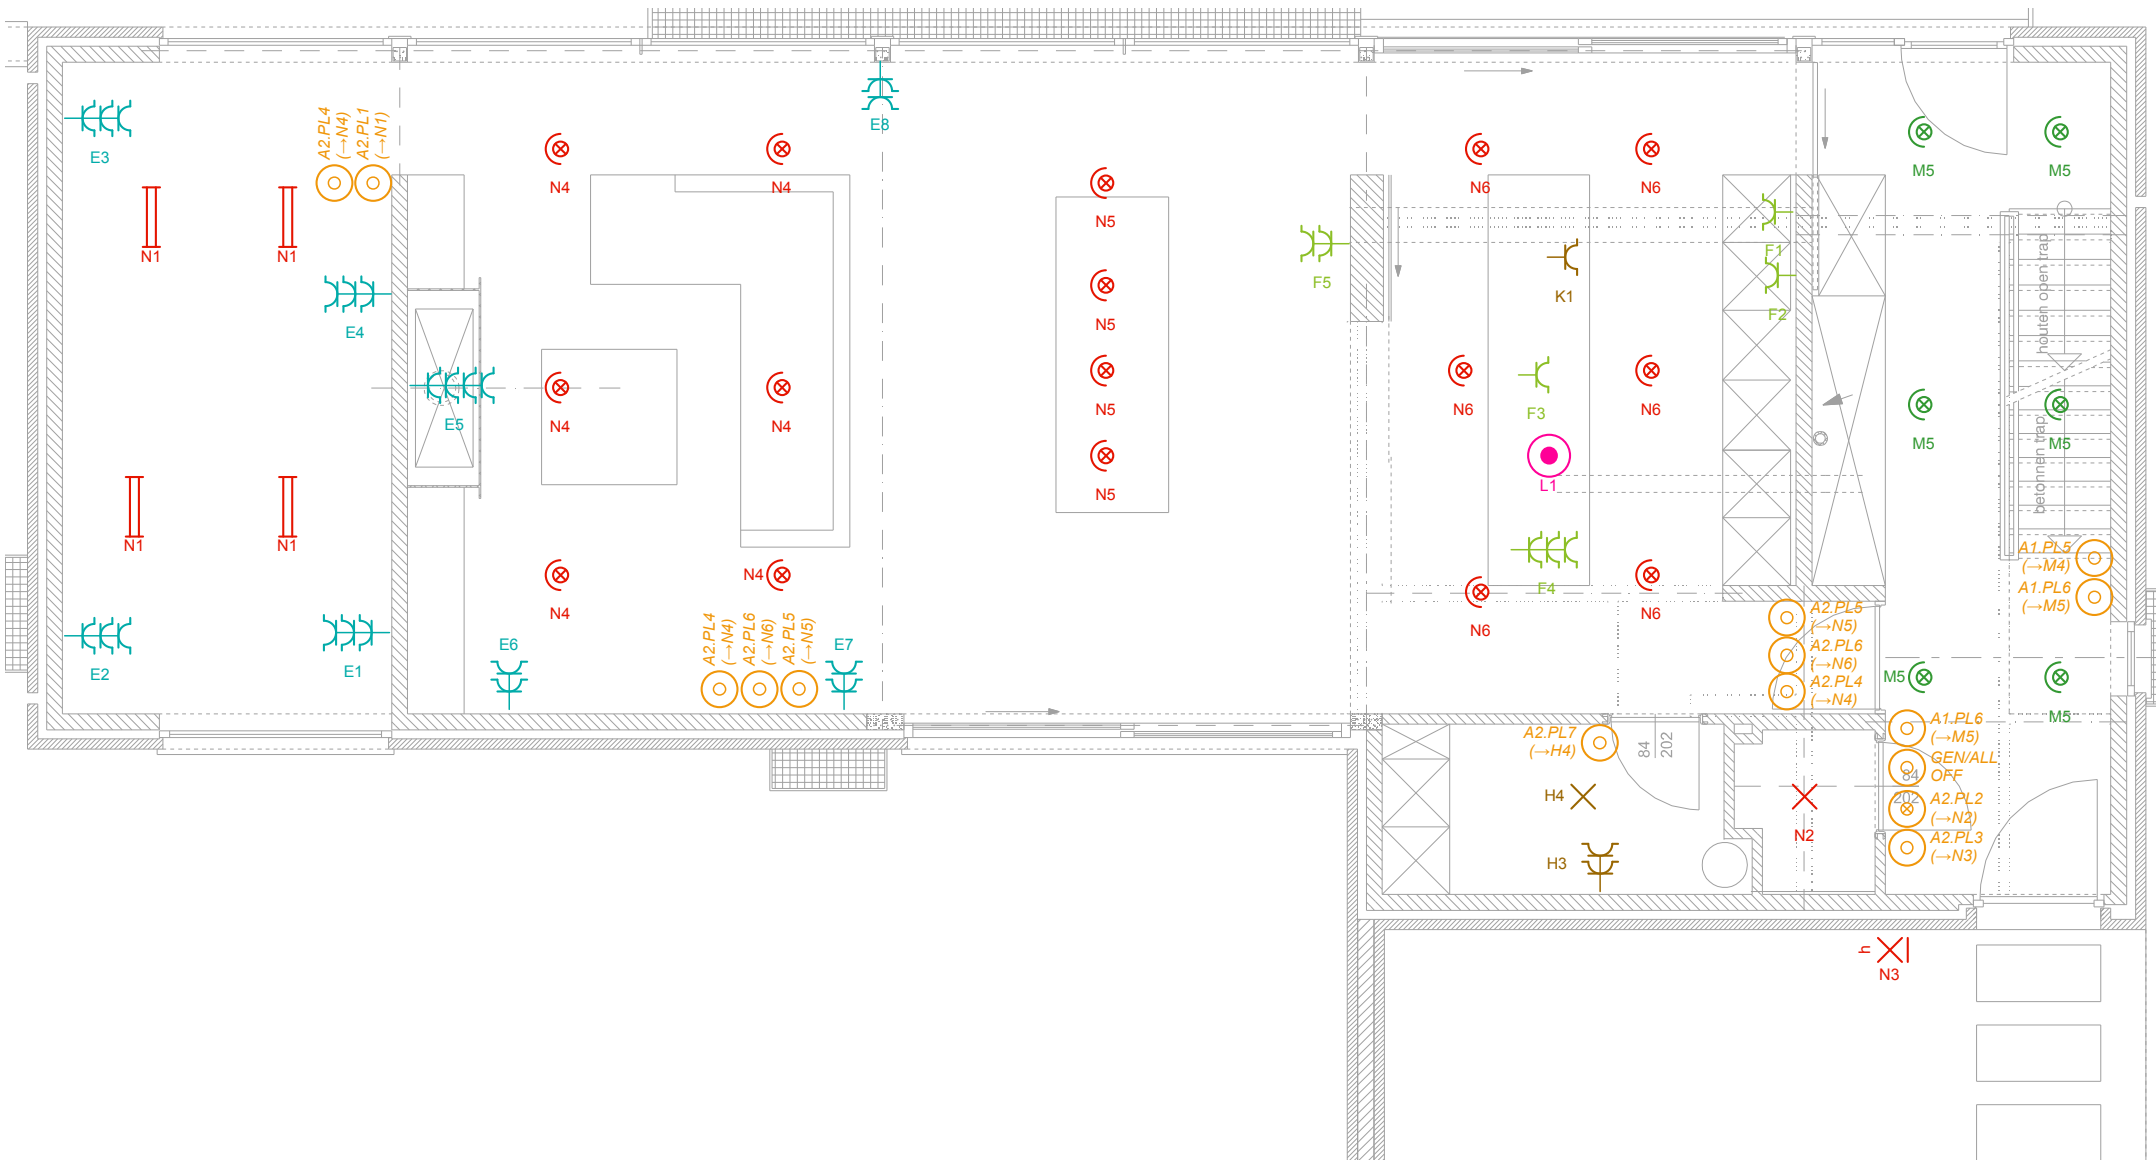 A2.PL4
(→N4)
A2.PL1
(→N1)
E8
E3
N4
N4
N6
N6
M5
M5
N5
N1
N1
F1
F5
K1
houten open trap
E4
N5
F2
E5
N4
N4
N5
N6
N6
F3
M5
M5
betonnen trap
N5
L1
N1
N1
A1.PL5
(→M4)
A1.PL6
(→M5)
N4
N4
F4
N6
N6
A2.PL5
(→N5)
A2.PL6
(→N6)
A2.PL4
(→N4)
E2
E1
E6
A2.PL4
(→N4)
A2.PL6
(→N6)
A2.PL5
(→N5)
E7
M5
M5
A2.PL7
(→H4)
84
202
A1.PL6
(→M5)
GEN/ALL
OFF
84
202
A2.PL2
(→N2)
A2.PL3
(→N3)
H4
N2
H3
h
N3